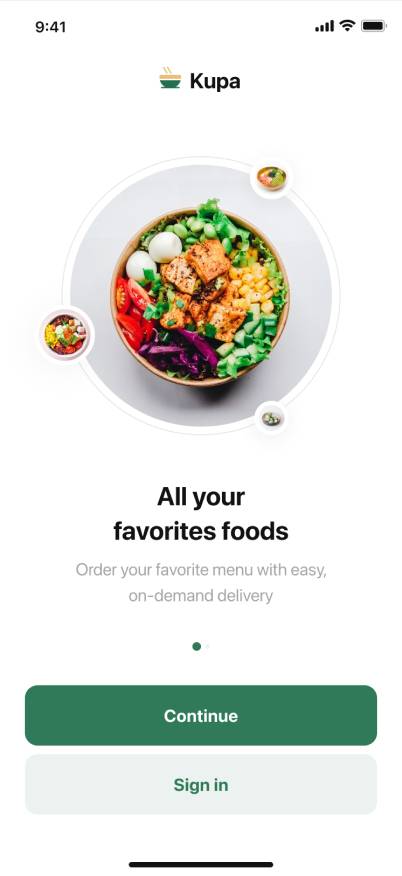 9:41
Kupa
All your
favorites foods
Order your favorite menu with easy,
on-demand delivery
Continue
Sign in